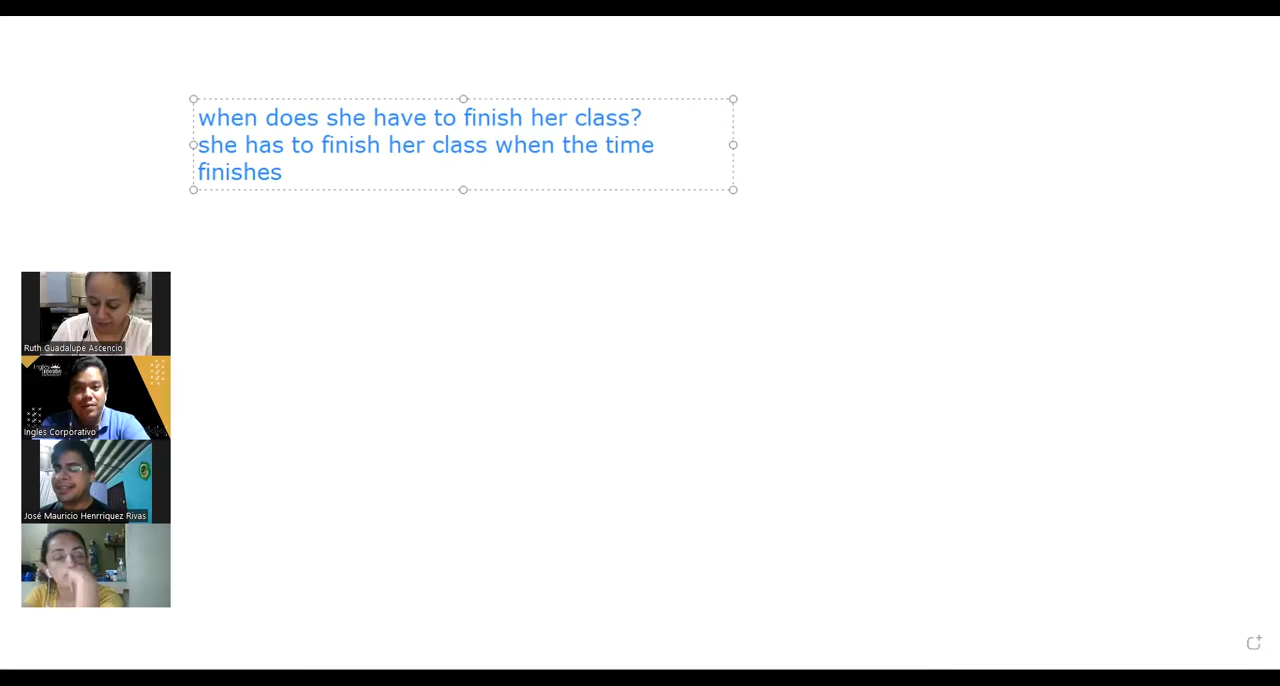 when does she have to finish her class?
she has to finish her class when the time
finishes
Ruth Guadalupe Ascencio
Inglés Corporativo
José Mauricio Henrriquez Rivas